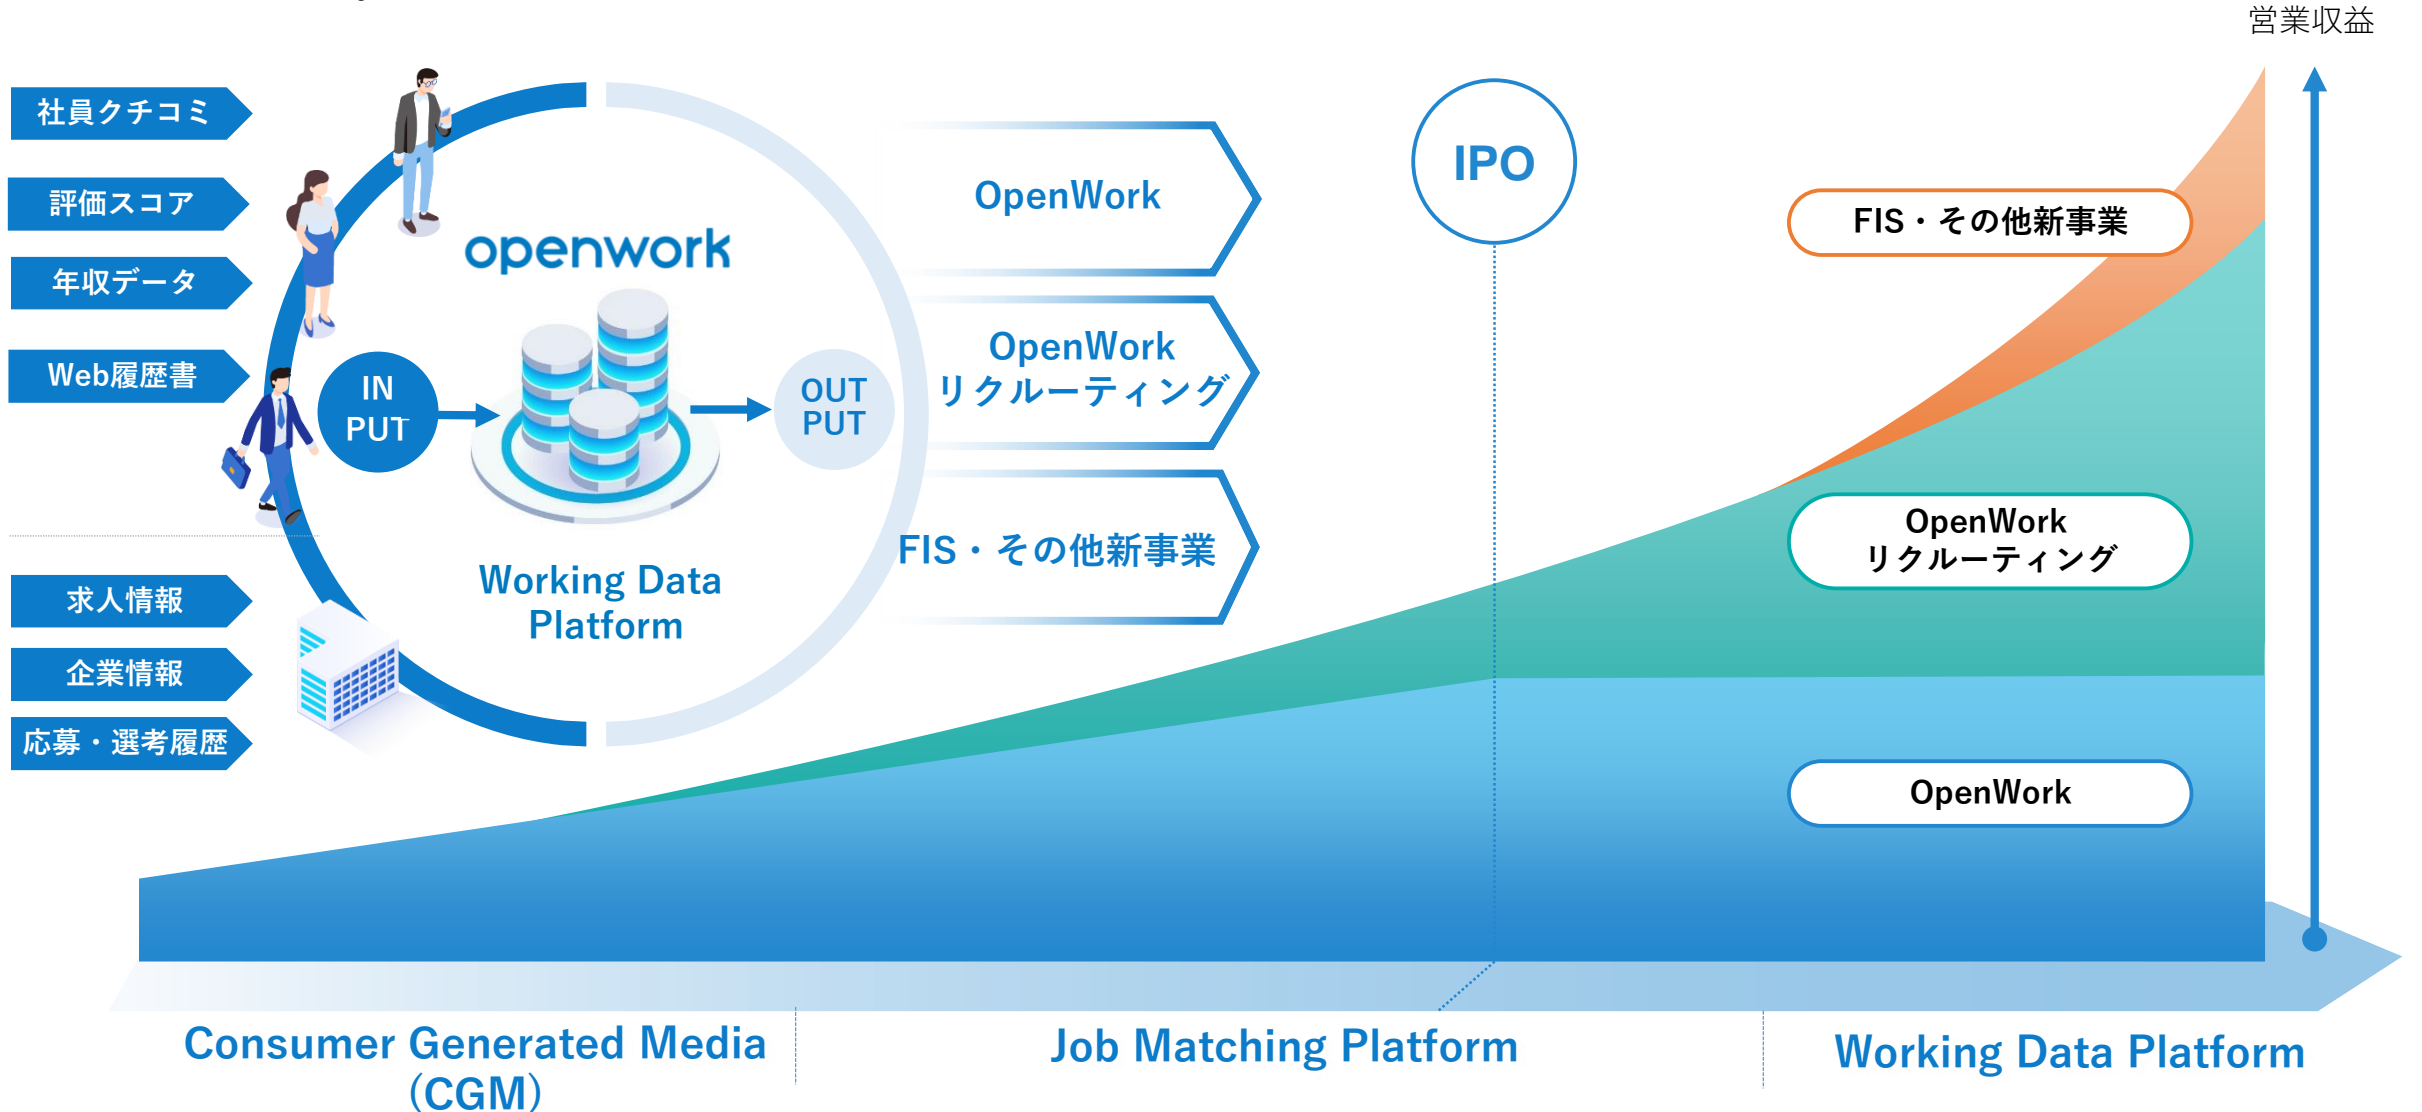 営業収益
社員クチコミ
評価スコア
年収データ
Web履歴書
求人情報
企業情報
応募・選考履歴
openwork
IN
PUT
OUT
PUT
Working Data
Platform
OpenWork
OpenWork
リクルーティング
FIS・その他新事業
IPO
FIS・その他新事業
OpenWork
リクルーティング
OpenWork
Consumer Generated Media
(CGM)
Job Matching Platform
Working Data Platform